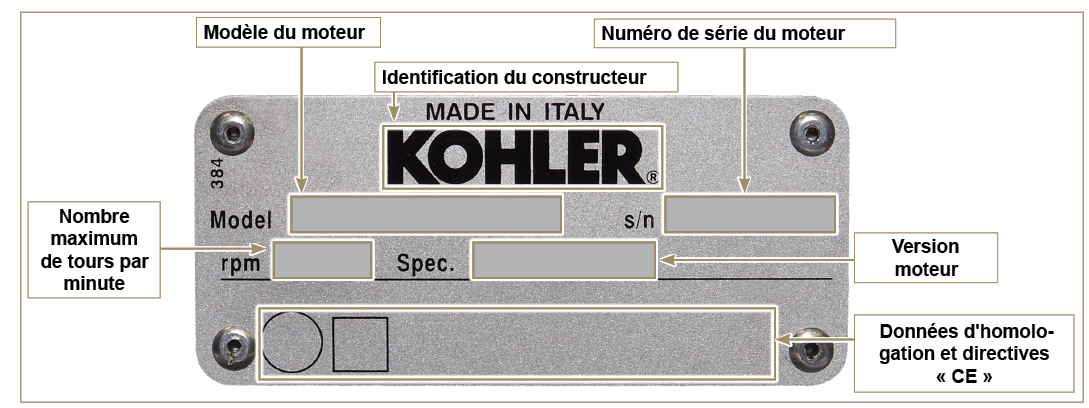 Modèle du moteur
Numéro de série du moteur
Identification du constructeur
MADE IN ITALY
KOHLER®
384
Model
s/n
Nombre
maximum
de tours par
minute
rpm
Spec.
Version
moteur
Données d'homolo-
gation et directives
« CE »